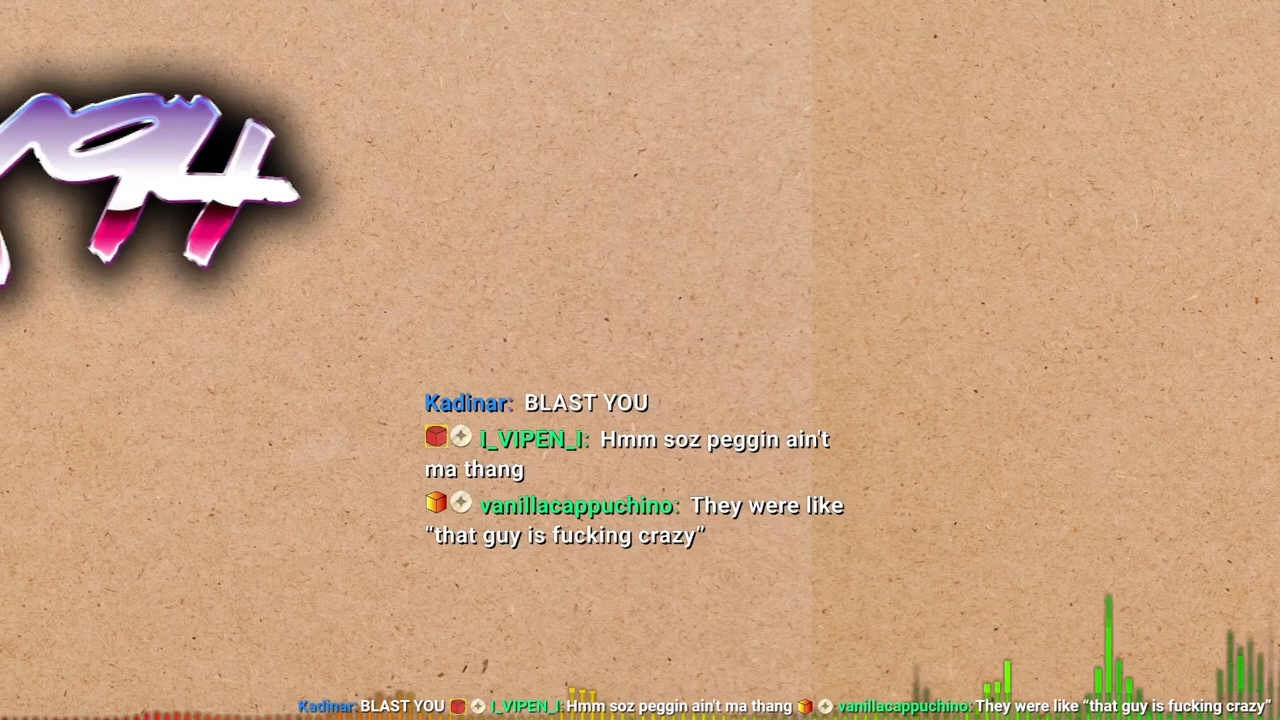 Kadinar: BLAST YOU
I_VIPEN_I: Hmm soz peggin ain't
ma thang
vanillacappuchino: They were like
“that guy is fucking crazy”
Kadinar: BLAST YOU I_VIPEN_I: Hmm soz peggin ain't ma thang vanillacappuchino: They were like “that guy is fucking crazy”